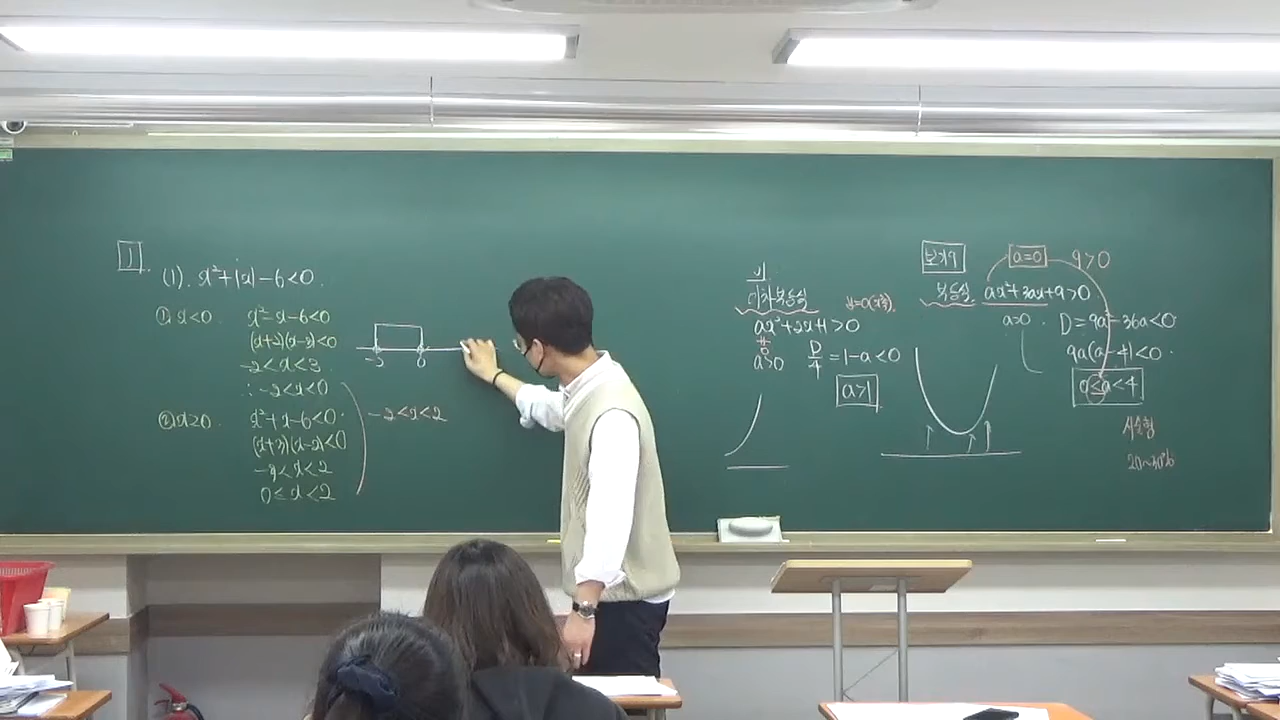 1.
(1). x²+|x|-6<0.
① x<0. x²-x-6<0
(x+2)(x-3)<0
-2<x<3.
∴ -2<x<0
② x≥0. x²+x-6<0.
(x+3)(x-2)<0
-3<x<2
0≤x<2
-2<x<2
-2 0
이차부등식
ax²+2x+1>0
a>0 D/4=1-a<0
a>1
보기9 a=0 9>0
부등식 ax²+3ax+9>0
a>0. D=9a²-36a<0
9a(a-4)<0.
0≤a<4
서술형
20~30%